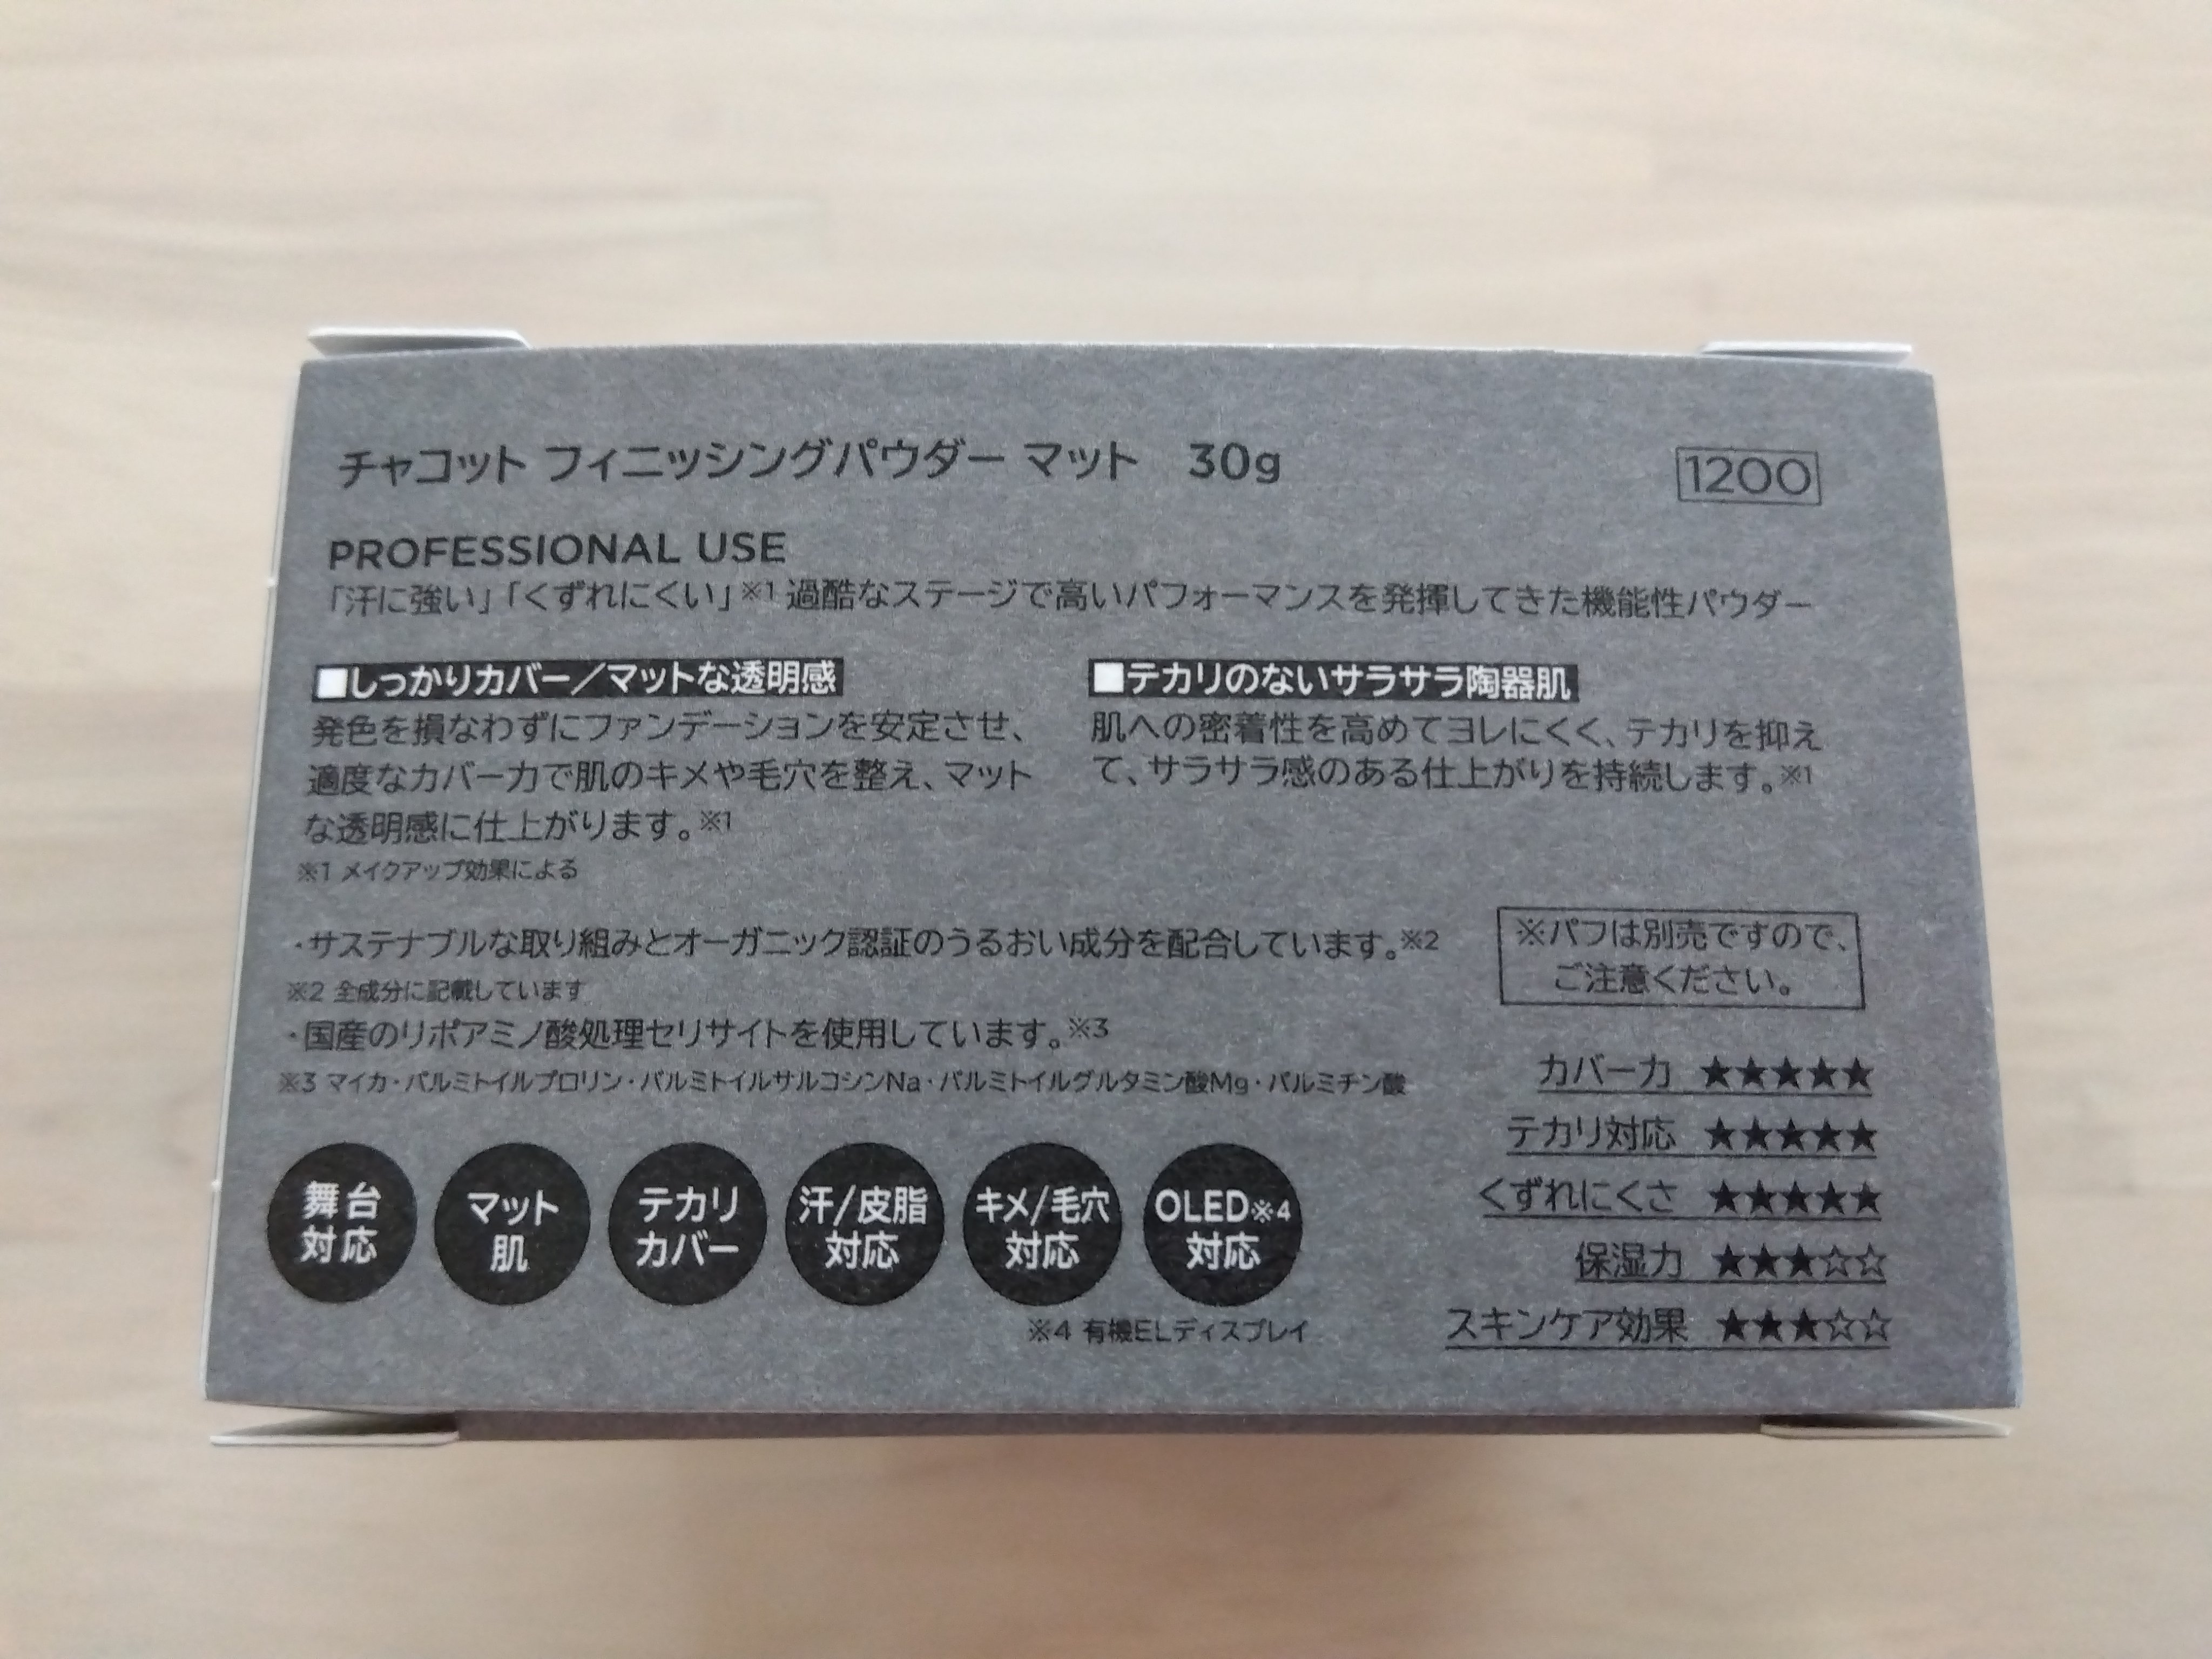 チャコット フィニッシングパウダー マット 30g
1200
PROFESSIONAL USE
「汗に強い」「くずれにくい」※1 過酷なステージで高いパフォーマンスを発揮してきた機能性パウダー
■しっかりカバー/マットな透明感
発色を損なわずにファンデーションを安定させ、
適度なカバー力で肌のキメや毛穴を整え、マット
な透明感に仕上がります。※1
※1 メイクアップ効果による
■テカリのないサラサラ陶器肌
肌への密着性を高めてヨレにくく、テカリを抑え
て、サラサラ感のある仕上がりを持続します。※1
・サステナブルな取り組みとオーガニック認証のうるおい成分を配合しています。※2
※2 全成分に記載しています
・国産のリポアミノ酸処理セリサイトを使用しています。※3
※3 マイカ・パルミトイルプロリン・パルミトイルサルコシンNa・パルミトイルグルタミン酸Mg・パルミチン酸
※パフは別売ですので、
ご注意ください。
舞台
対応
マット
肌
テカリ
カバー
汗/皮脂
対応
キメ/毛穴
対応
OLED※4
対応
※4 有機ELディスプレイ
カバー力 ★★★★★
テカリ対応 ★★★★★
くずれにくさ ★★★★★
保湿力 ★★★☆☆
スキンケア効果 ★★★☆☆